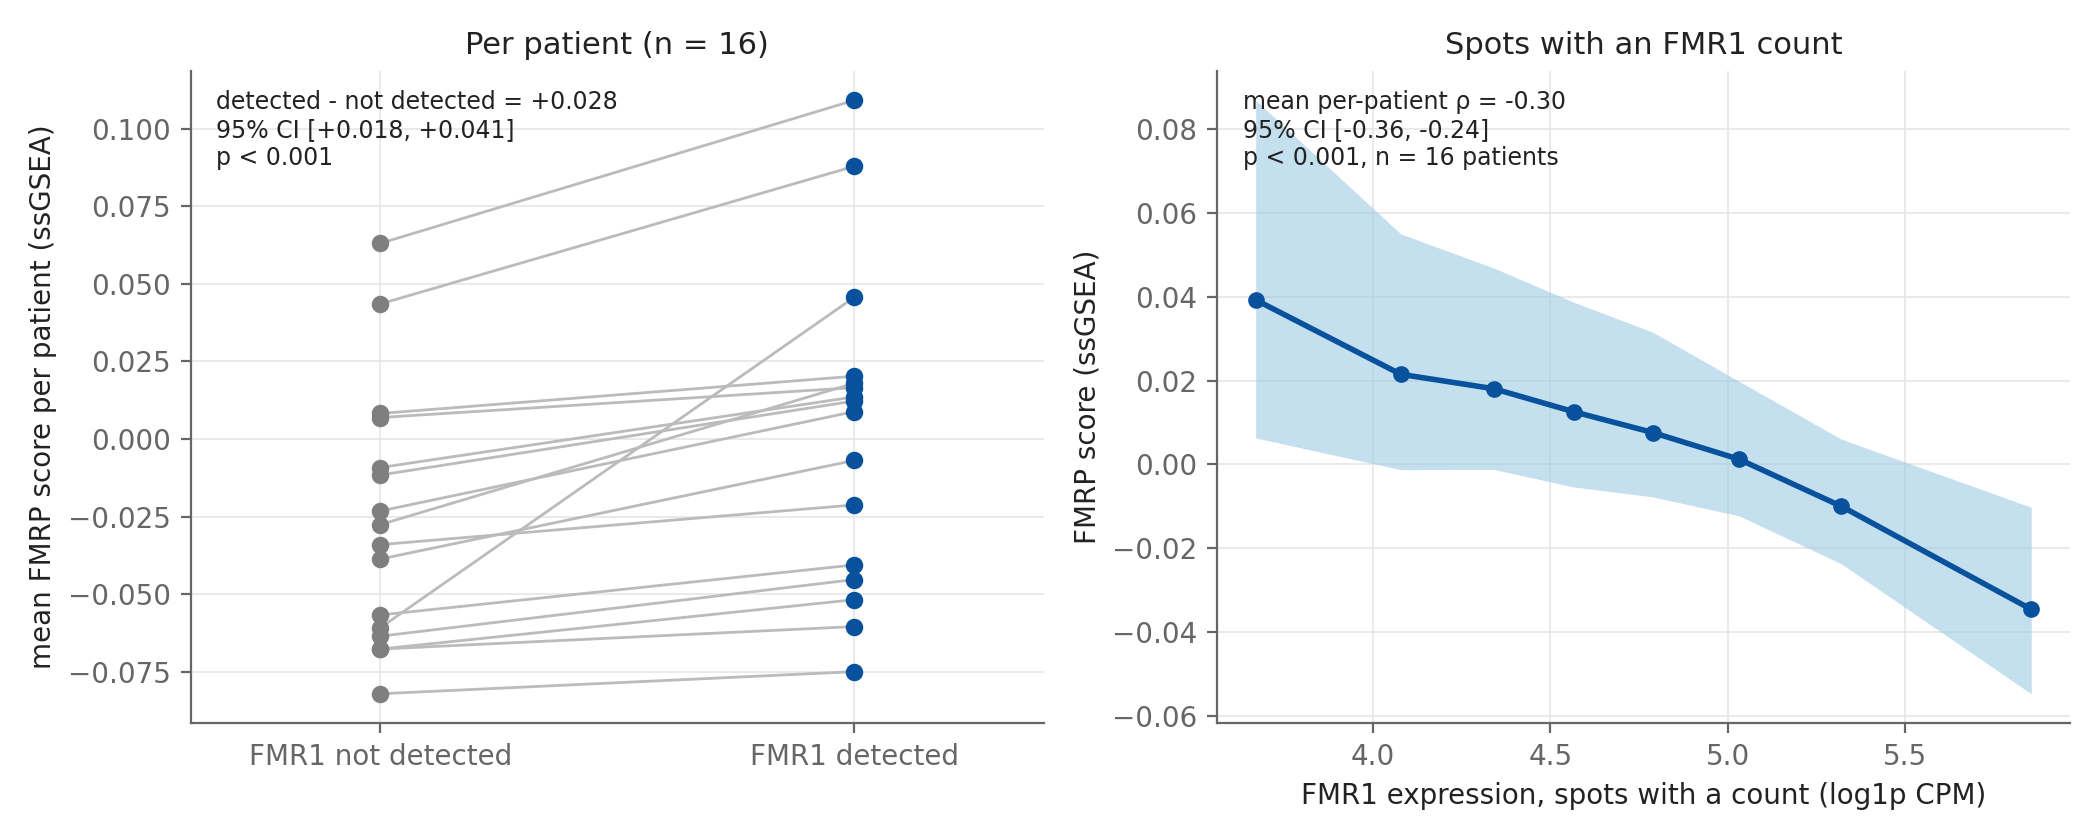 Per patient (n = 16)
detected - not detected = +0.028
95% CI [+0.018, +0.041]
p < 0.001
mean FMRP score per patient (ssGSEA)
0.100
0.075
0.050
0.025
0.000
−0.025
−0.050
−0.075
FMR1 not detected
FMR1 detected
Spots with an FMR1 count
mean per-patient ρ = -0.30
95% CI [-0.36, -0.24]
p < 0.001, n = 16 patients
FMRP score (ssGSEA)
0.08
0.06
0.04
0.02
0.00
−0.02
−0.04
−0.06
4.0
4.5
5.0
5.5
FMR1 expression, spots with a count (log1p CPM)